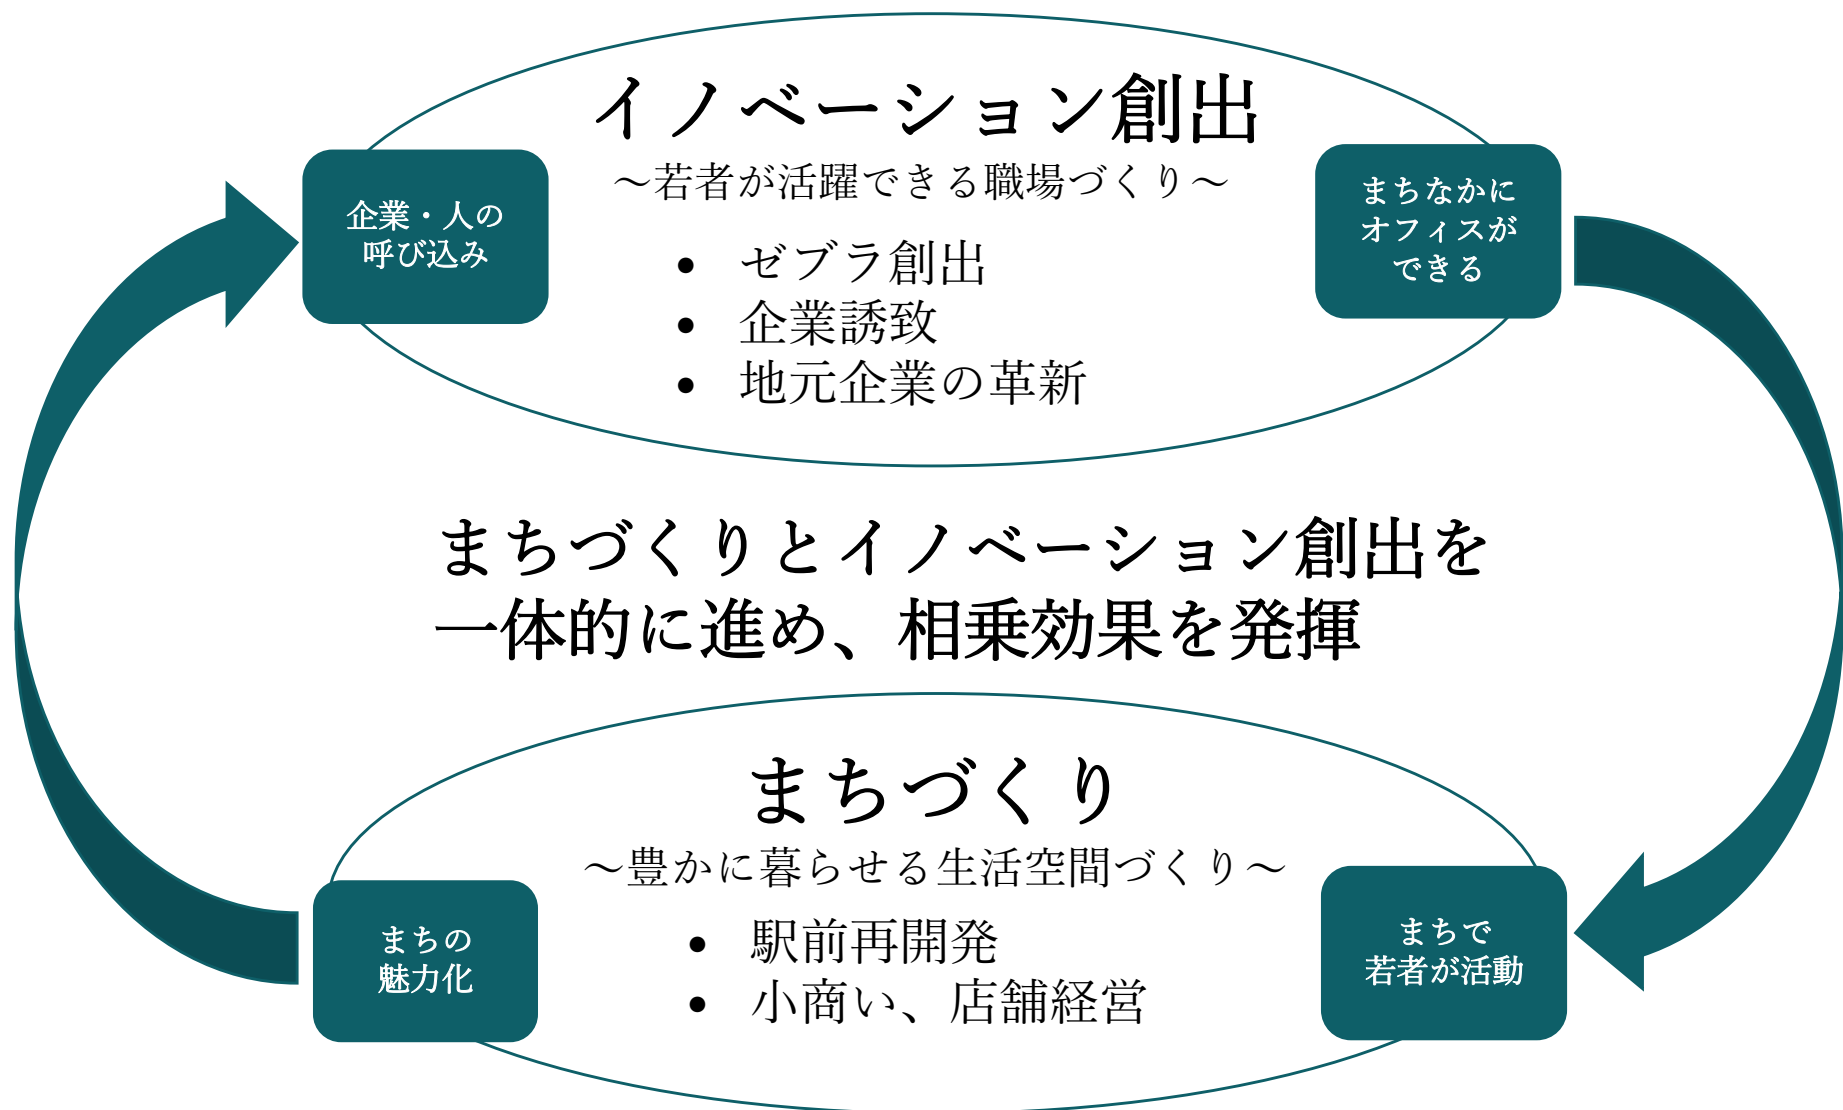 イノベーション創出
～若者が活躍できる職場づくり～
企業・人の
呼び込み
• ゼブラ創出
• 企業誘致
• 地元企業の革新
まちなかに
オフィスが
できる
まちづくりとイノベーション創出を
一体的に進め、相乗効果を発揮
まちづくり
～豊かに暮らせる生活空間づくり～
まちの
魅力化
• 駅前再開発
• 小商い、店舗経営
まちで
若者が活動